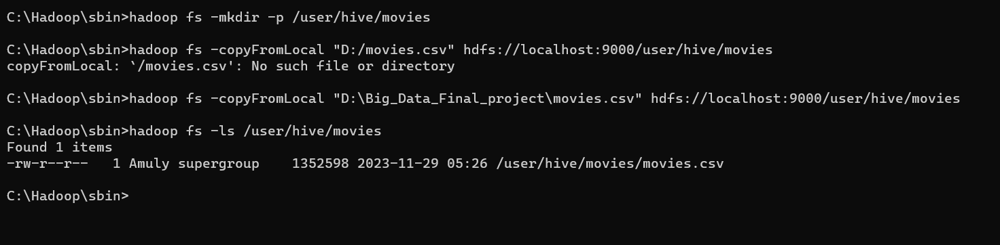 C:\Hadoop\sbin>hadoop fs -mkdir -p /user/hive/movies
C:\Hadoop\sbin>hadoop fs -copyFromLocal "D:/movies.csv" hdfs://localhost:9000/user/hive/movies
copyFromLocal: `/movies.csv': No such file or directory
C:\Hadoop\sbin>hadoop fs -copyFromLocal "D:\Big_Data_Final_project\movies.csv" hdfs://localhost:9000/user/hive/movies
C:\Hadoop\sbin>hadoop fs -ls /user/hive/movies
Found 1 items
-rw-r--r--   1 Amuly supergroup    1352598 2023-11-29 05:26 /user/hive/movies/movies.csv
C:\Hadoop\sbin>